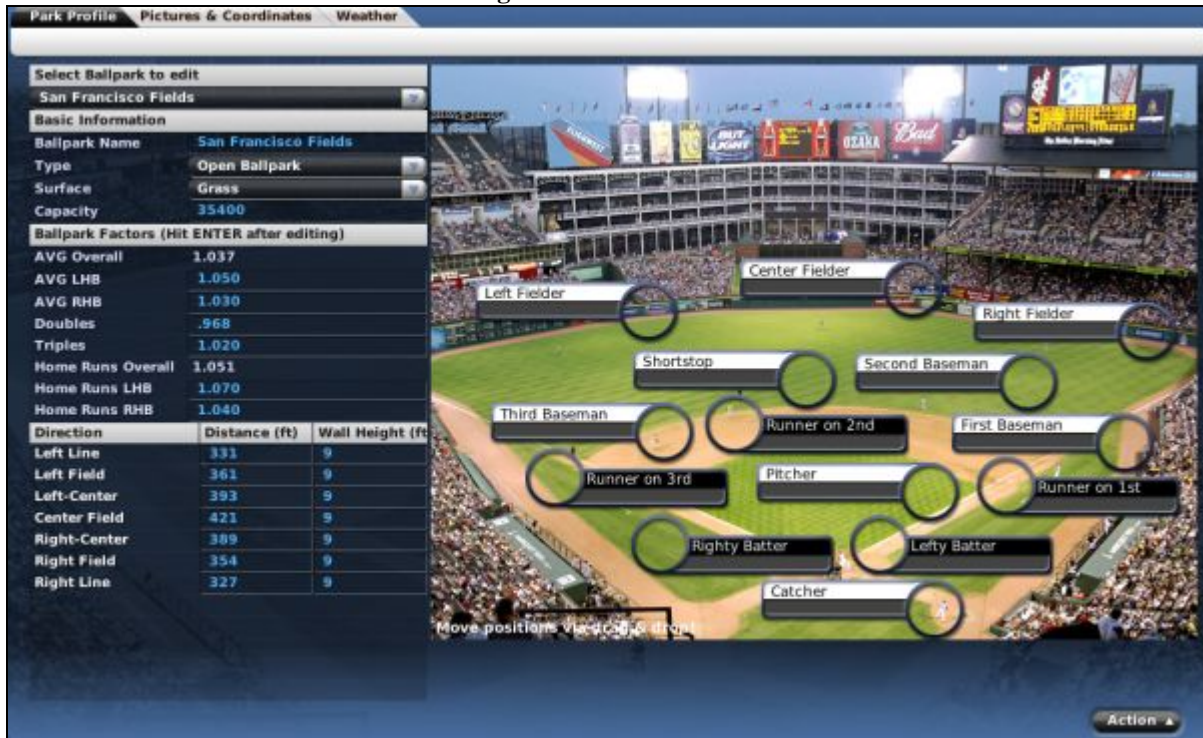 Park Profile Pictures & Coordinates Weather
Select Ballpark to edit
San Francisco Fields
Basic Information
Ballpark Name San Francisco Fields
Type Open Ballpark
Surface Grass
Capacity 35400
Ballpark Factors (Hit ENTER after editing)
AVG Overall 1.037
AVG LHB 1.050
AVG RHB 1.030
Doubles .968
Triples 1.020
Home Runs Overall 1.051
Home Runs LHB 1.070
Home Runs RHB 1.040
Direction Distance (ft) Wall Height (ft
Left Line 331 9
Left Field 361 9
Left-Center 393 9
Center Field 421 9
Right-Center 389 9
Right Field 354 9
Right Line 327 9
BUT LIGHT
OZAKA
Bud
Center Fielder
Left Fielder
Right Fielder
Shortstop
Second Baseman
Third Baseman
Runner on 2nd
First Baseman
Runner on 3rd
Pitcher
Runner on 1st
Righty Batter
Lefty Batter
Catcher
Move positions via drag & drop!
Action